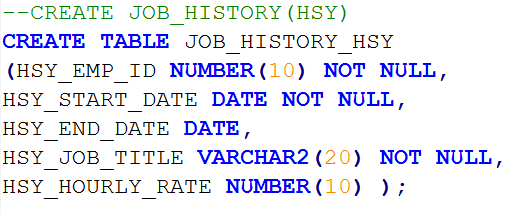 --CREATE JOB_HISTORY(HSY)
CREATE TABLE JOB_HISTORY_HSY
(HSY_EMP_ID NUMBER(10) NOT NULL,
HSY_START_DATE DATE NOT NULL,
HSY_END_DATE DATE,
HSY_JOB_TITLE VARCHAR2(20) NOT NULL,
HSY_HOURLY_RATE NUMBER(10) );